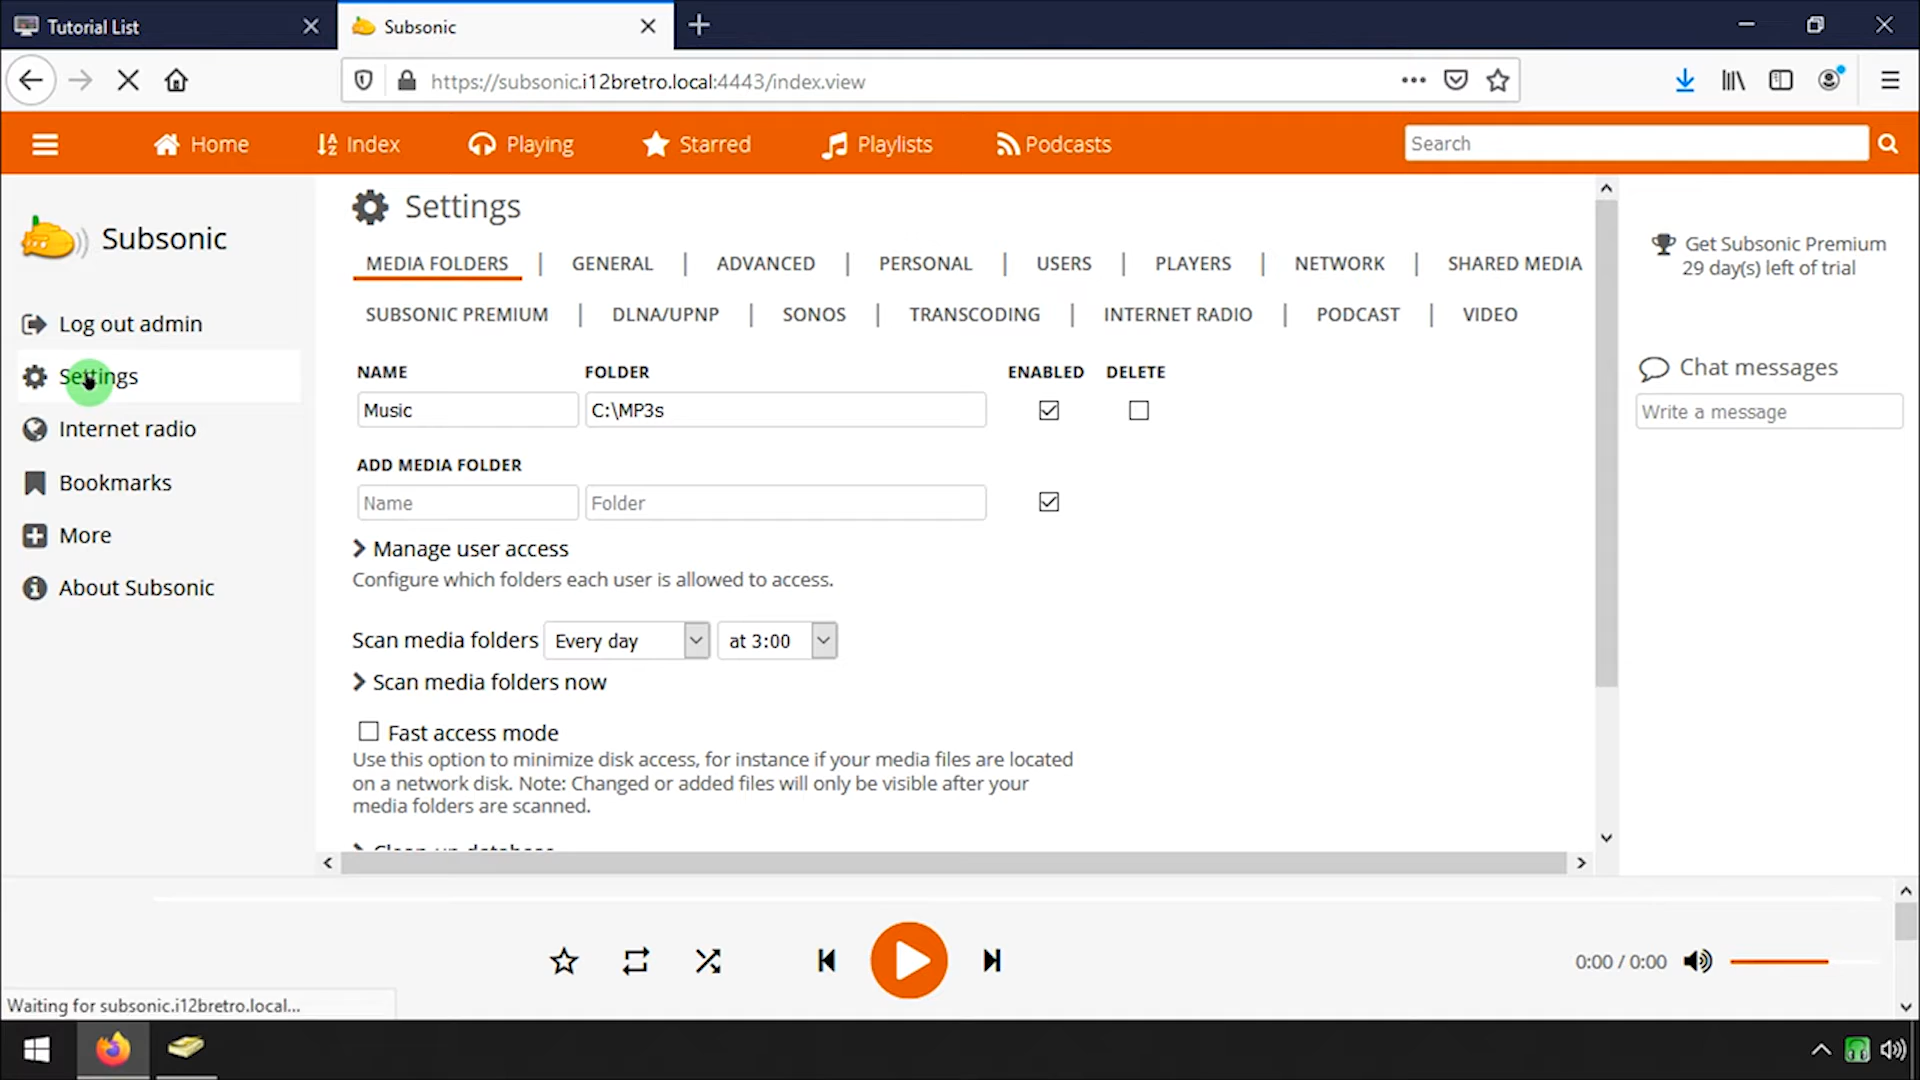 Tutorial List
Subsonic
https://subsonic.i12bretro.local:4443/index.view
Home
Index
Playing
Starred
Playlists
Podcasts
Search
Subsonic
Log out admin
Settings
Internet radio
Bookmarks
More
About Subsonic
Settings
MEDIA FOLDERS | GENERAL | ADVANCED | PERSONAL | USERS | PLAYERS | NETWORK | SHARED MEDIA
SUBSONIC PREMIUM | DLNA/UPNP | SONOS | TRANSCODING | INTERNET RADIO | PODCAST | VIDEO
NAME FOLDER ENABLED DELETE
Music C:\MP3s
ADD MEDIA FOLDER
Name Folder
Manage user access
Configure which folders each user is allowed to access.
Scan media folders Every day at 3:00
Scan media folders now
Fast access mode
Use this option to minimize disk access, for instance if your media files are located
on a network disk. Note: Changed or added files will only be visible after your
media folders are scanned.
Clean-up database
Get Subsonic Premium
29 day(s) left of trial
Chat messages
Write a message
0:00 / 0:00
Waiting for subsonic.i12bretro.local...